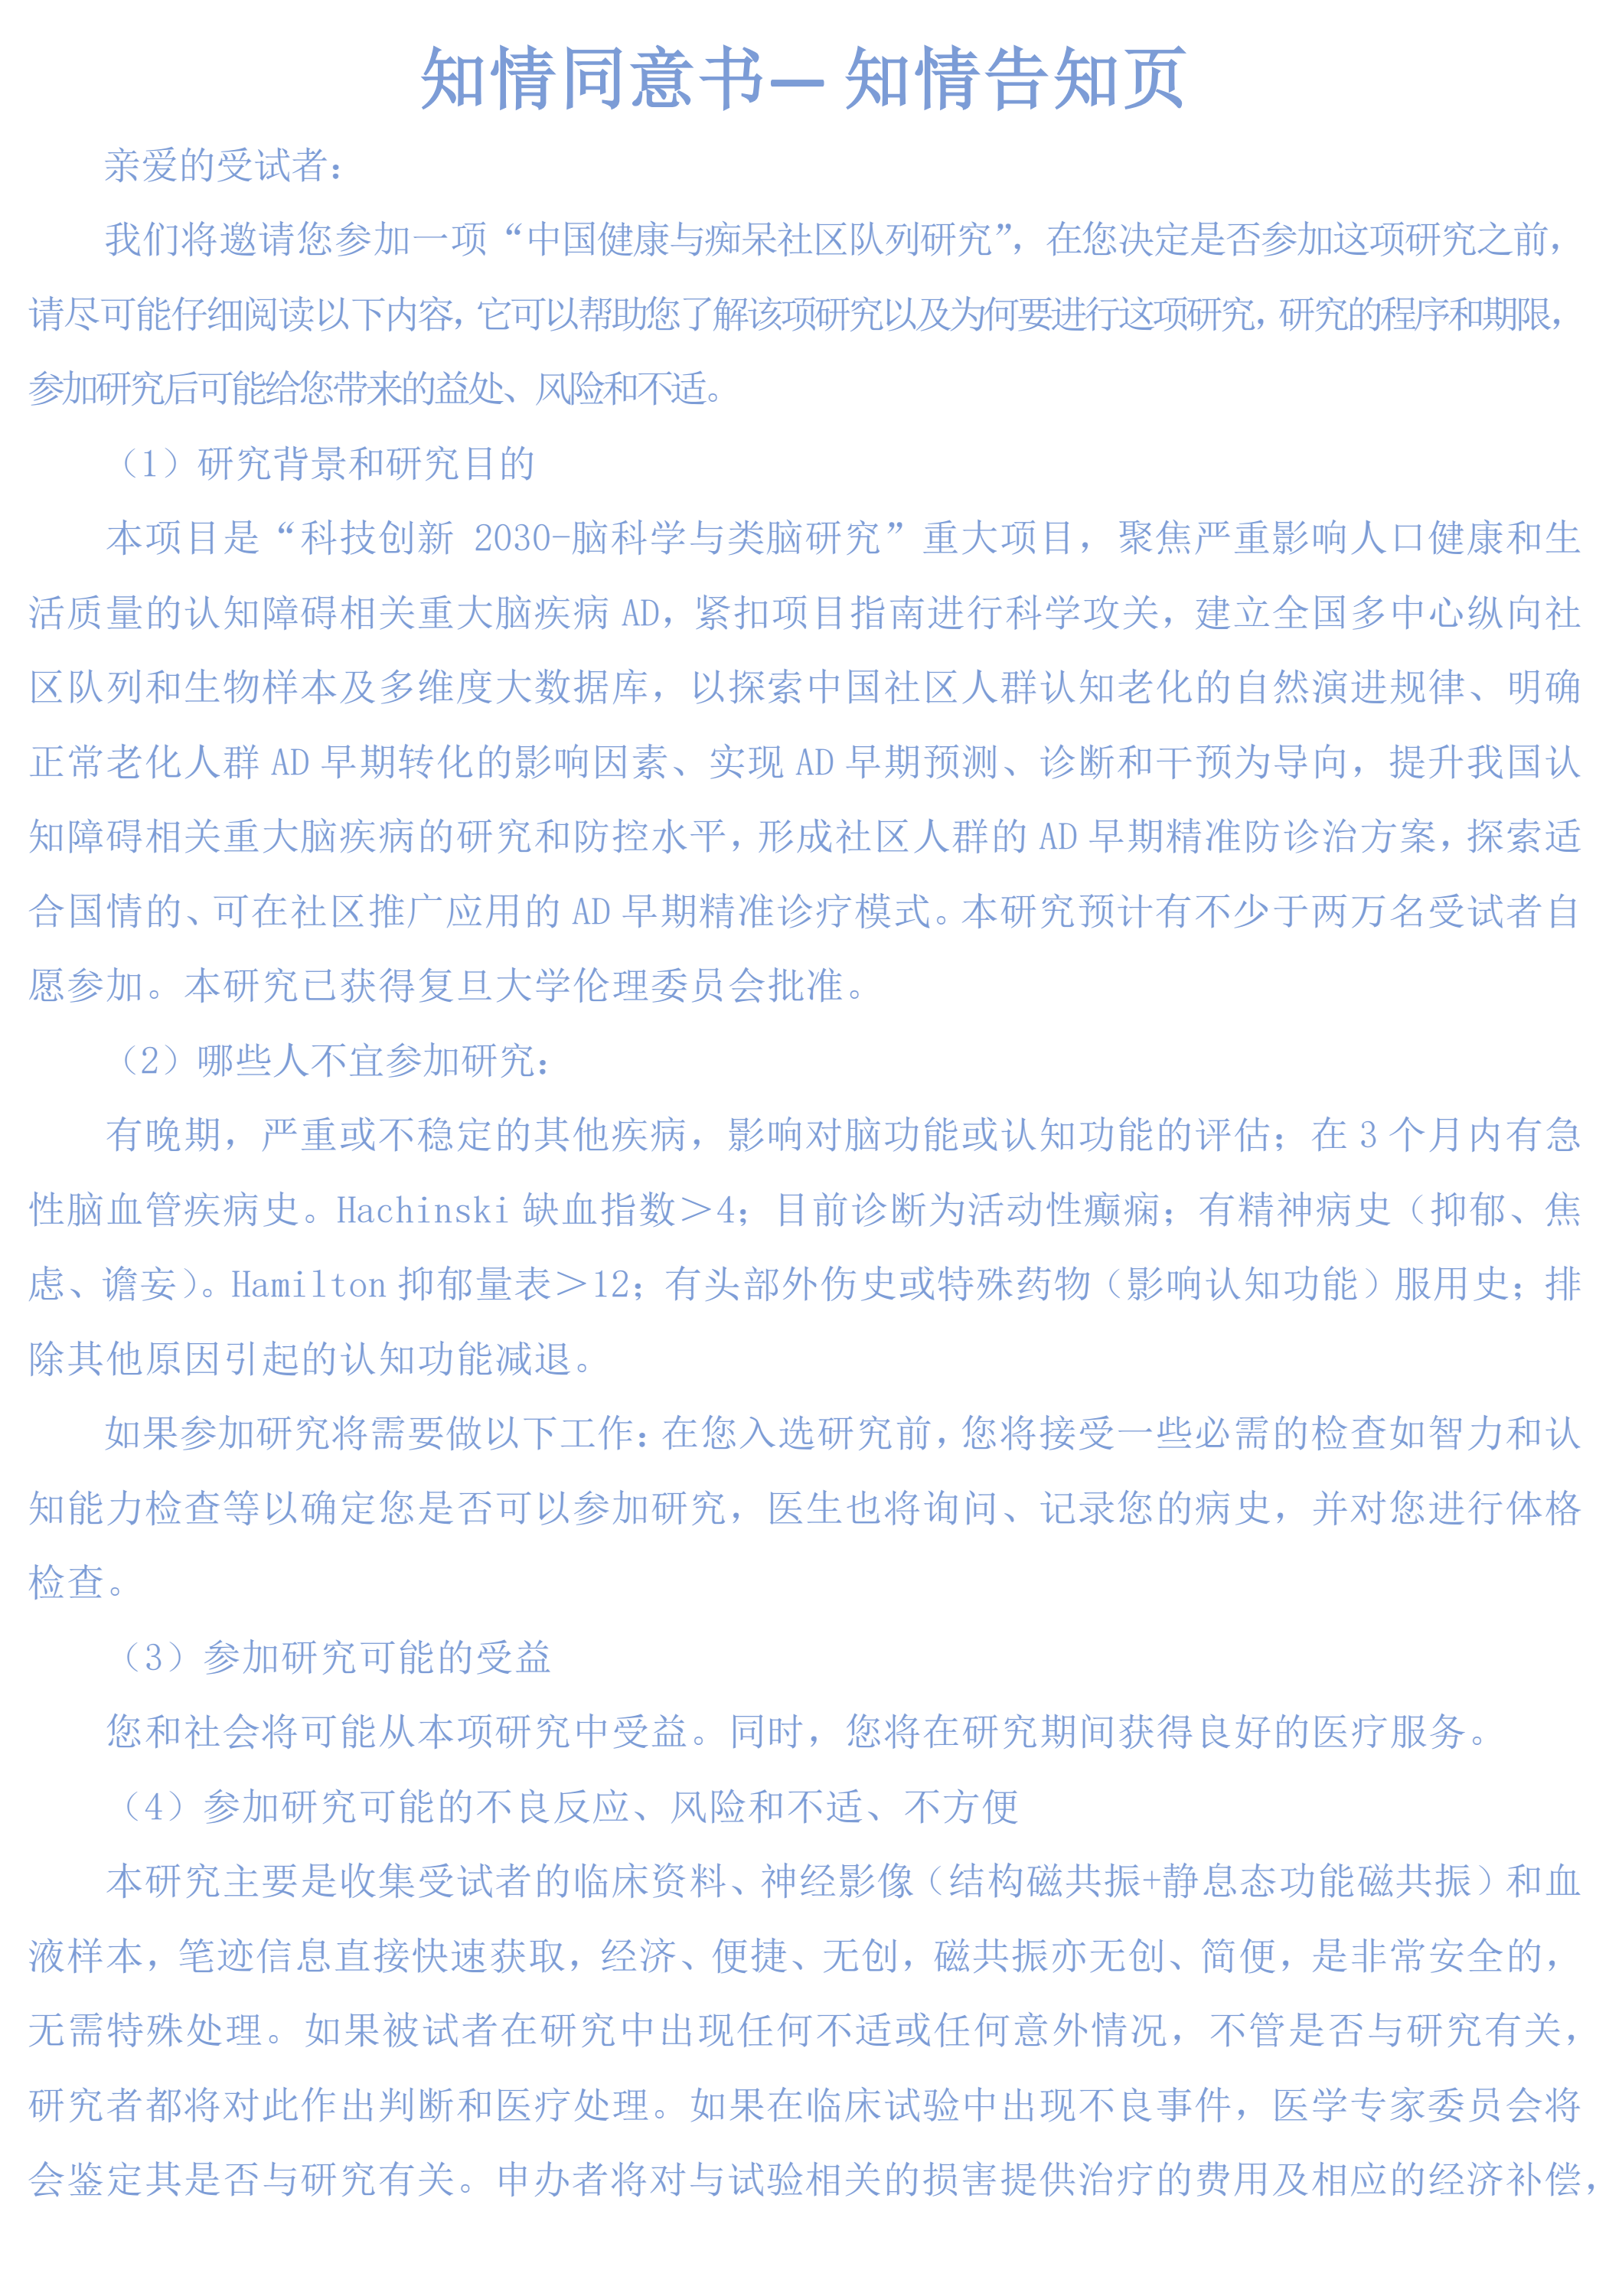 知情同意书— 知情告知页
亲爱的受试者：
我们将邀请您参加一项“中国健康与痴呆社区队列研究”，在您决定是否参加这项研究之前，
请尽可能仔细阅读以下内容，它可以帮助您了解该项研究以及为何要进行这项研究，研究的程序和期限，
参加研究后可能给您带来的益处、风险和不适。
（1）研究背景和研究目的
本项目是“科技创新 2030-脑科学与类脑研究”重大项目，聚焦严重影响人口健康和生
活质量的认知障碍相关重大脑疾病 AD，紧扣项目指南进行科学攻关，建立全国多中心纵向社
区队列和生物样本及多维度大数据库，以探索中国社区人群认知老化的自然演进规律、明确
正常老化人群 AD 早期转化的影响因素、实现 AD 早期预测、诊断和干预为导向，提升我国认
知障碍相关重大脑疾病的研究和防控水平，形成社区人群的 AD 早期精准防诊治方案，探索适
合国情的、可在社区推广应用的 AD 早期精准诊疗模式。本研究预计有不少于两万名受试者自
愿参加。本研究已获得复旦大学伦理委员会批准。
（2）哪些人不宜参加研究：
有晚期，严重或不稳定的其他疾病，影响对脑功能或认知功能的评估；在 3 个月内有急
性脑血管疾病史。Hachinski 缺血指数＞4；目前诊断为活动性癫痫；有精神病史（抑郁、焦
虑、谵妄）。Hamilton 抑郁量表＞12；有头部外伤史或特殊药物（影响认知功能）服用史；排
除其他原因引起的认知功能减退。
如果参加研究将需要做以下工作：在您入选研究前，您将接受一些必需的检查如智力和认
知能力检查等以确定您是否可以参加研究，医生也将询问、记录您的病史，并对您进行体格
检查。
（3）参加研究可能的受益
您和社会将可能从本项研究中受益。同时，您将在研究期间获得良好的医疗服务。
（4）参加研究可能的不良反应、风险和不适、不方便
本研究主要是收集受试者的临床资料、神经影像（结构磁共振+静息态功能磁共振）和血
液样本，笔迹信息直接快速获取，经济、便捷、无创，磁共振亦无创、简便，是非常安全的，
无需特殊处理。如果被试者在研究中出现任何不适或任何意外情况，不管是否与研究有关，
研究者都将对此作出判断和医疗处理。如果在临床试验中出现不良事件，医学专家委员会将
会鉴定其是否与研究有关。申办者将对与试验相关的损害提供治疗的费用及相应的经济补偿，